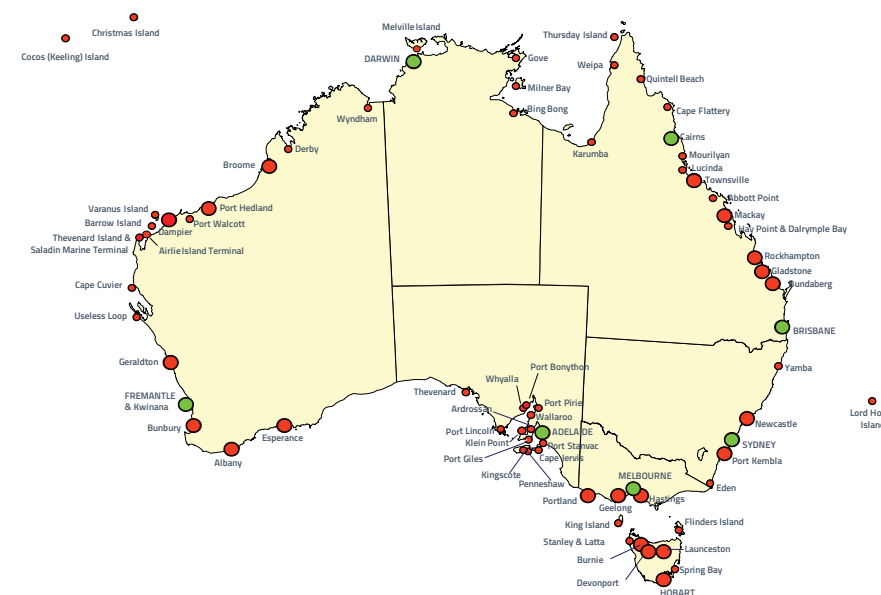 Christmas Island
Cocos (Keeling) Island
Melville Island
DARWIN
Gove
Milner Bay
Bing Bong
Thursday Island
Weipa
Quintell Beach
Cape Flattery
Cairns
Karumba
Mourilyan
Lucinda
Townsville
Abbott Point
Mackay
Hay Point & Dalrymple Bay
Rockhampton
Gladstone
Bundaberg
BRISBANE
Wyndham
Derby
Broome
Port Hedland
Port Walcott
Varanus Island
Barrow Island
Dampier
Thevenard Island &
Saladin Marine Terminal
Airlie Island Terminal
Cape Cuvier
Useless Loop
Geraldton
FREMANTLE
& Kwinana
Bunbury
Albany
Esperance
Thevenard
Whyalla
Port Bonython
Port Pirie
Ardrossan
Wallaroo
Port Lincoln
ADELAIDE
Klein Point
Port Stanvac
Port Giles
Cape Jervis
Kingscote
Penneshaw
Yamba
Lord Ho
Islan
Newcastle
SYDNEY
Port Kembla
Eden
MELBOURNE
Hastings
Portland
Geelong
King Island
Flinders Island
Stanley & Latta
Burnie
Launceston
Devonport
Spring Bay
HOBART